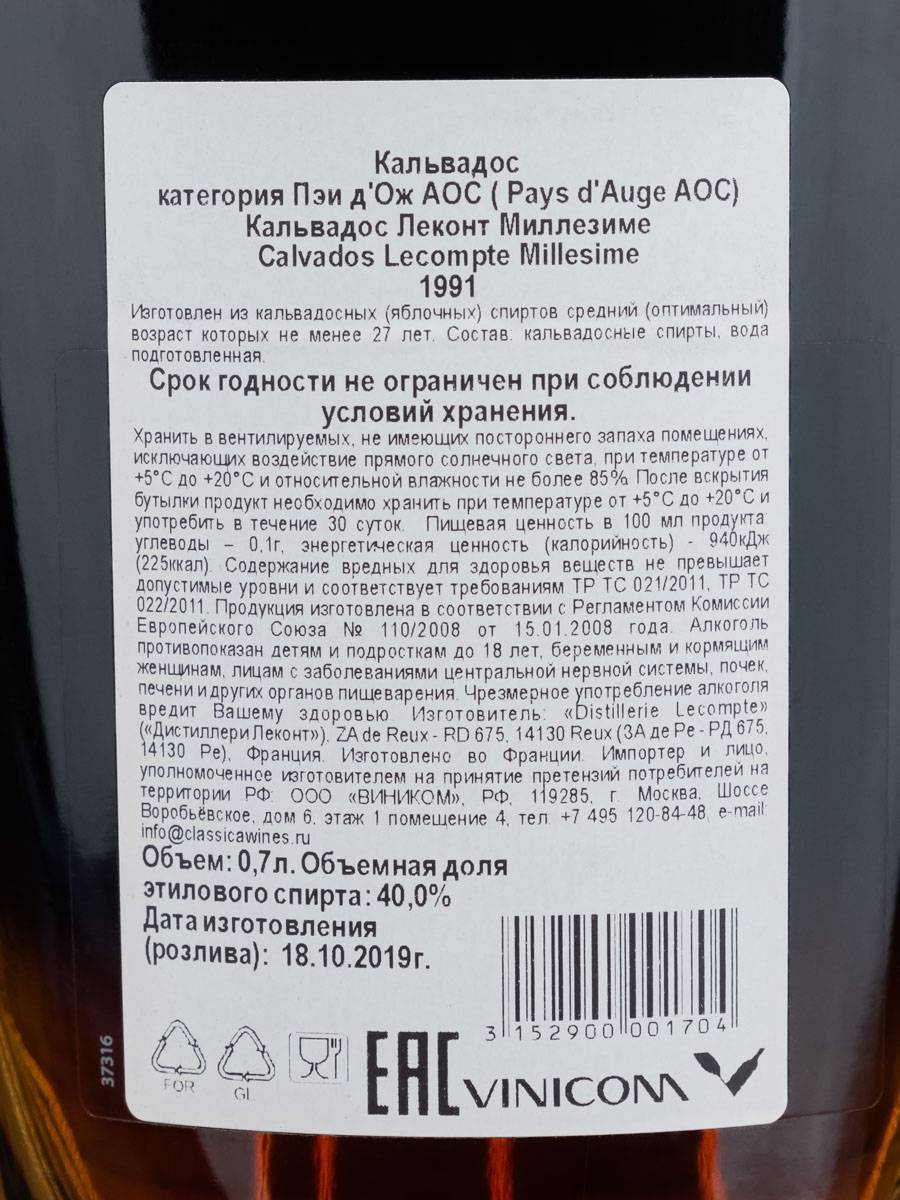 Кальвадос
категория Пэи д'Ож АОС ( Pays d'Auge AOC)
Кальвадос Леконт Миллезиме
Calvados Lecompte Millesime
1991
Изготовлен из кальвадосных (яблочных) спиртов средний (оптимальный)
возраст которых не менее 27 лет. Состав: кальвадосные спирты, вода
подготовленная.
Срок годности не ограничен при соблюдении
условий хранения.
Хранить в вентилируемых, не имеющих постороннего запаха помещениях,
исключающих воздействие прямого солнечного света, при температуре от
+5°С до +20°С и относительной влажности не более 85%. После вскрытия
бутылки продукт необходимо хранить при температуре от +5°С до +20°С и
употребить в течение 30 суток. Пищевая ценность в 100 мл продукта:
углеводы – 0,1г, энергетическая ценность (калорийность) - 940кДж
(225ккал). Содержание вредных для здоровья веществ не превышает
допустимые уровни и соответствует требованиям ТР ТС 021/2011, ТР ТС
022/2011. Продукция изготовлена в соответствии с Регламентом Комиссии
Европейского Союза № 110/2008 от 15.01.2008 года. Алкоголь
противопоказан детям и подросткам до 18 лет, беременным и кормящим
женщинам, лицам с заболеваниями центральной нервной системы, почек,
печени и других органов пищеварения. Чрезмерное употребление алкоголя
вредит Вашему здоровью. Изготовитель: «Distillerie Lecompte»
(«Дистиллери Леконт»), ZA de Reux - RD 675, 14130 Reux (ЗА де Ре - РД 675,
14130 Ре), Франция. Изготовлено во Франции. Импортер и лицо,
уполномоченное изготовителем на принятие претензий потребителей на
территории РФ: ООО «ВИНИКОМ», РФ, 119285, г. Москва, Шоссе
Воробьёвское, дом 6, этаж 1 помещение 4, тел. +7 495 120-84-48, e-mail:
info@classicawines.ru
Объем: 0,7л. Объемная доля
этилового спирта: 40,0%
Дата изготовления
(розлива): 18.10.2019г.
3 152900 001704
37316
FOR
GL
EAC
VINICOM